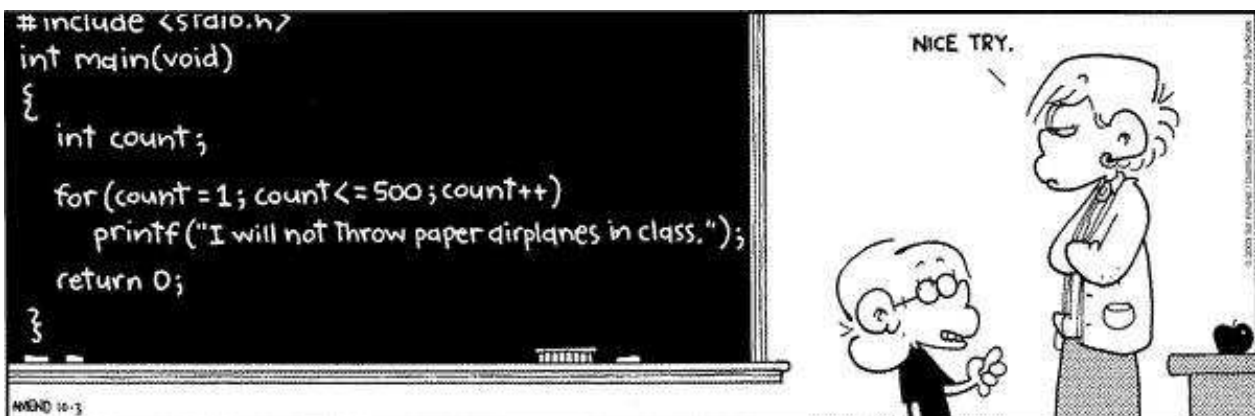 #include <stdio.h>
int main(void)
{
int count;
for (count = 1; count <= 500; count++)
printf("I will not Throw paper airplanes in class.");
return 0;
}
NICE TRY.
AMEND 10-3